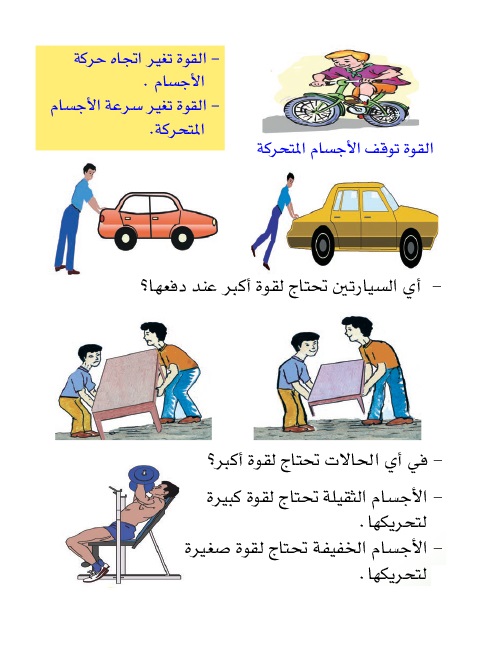 - القوة تغير اتجاه حركة
الأجسام .
- القوة تغير سرعة الأجسام
المتحركة.
القوة توقف الأجسام المتحركة
- أي السيارتين تحتاج لقوة أكبر عند دفعها؟
- في أي الحالات تحتاج لقوة أكبر؟
- الأجسام الثقيلة تحتاج لقوة كبيرة
لتحريكها .
- الأجسام الخفيفة تحتاج لقوة صغيرة
لتحريكها .